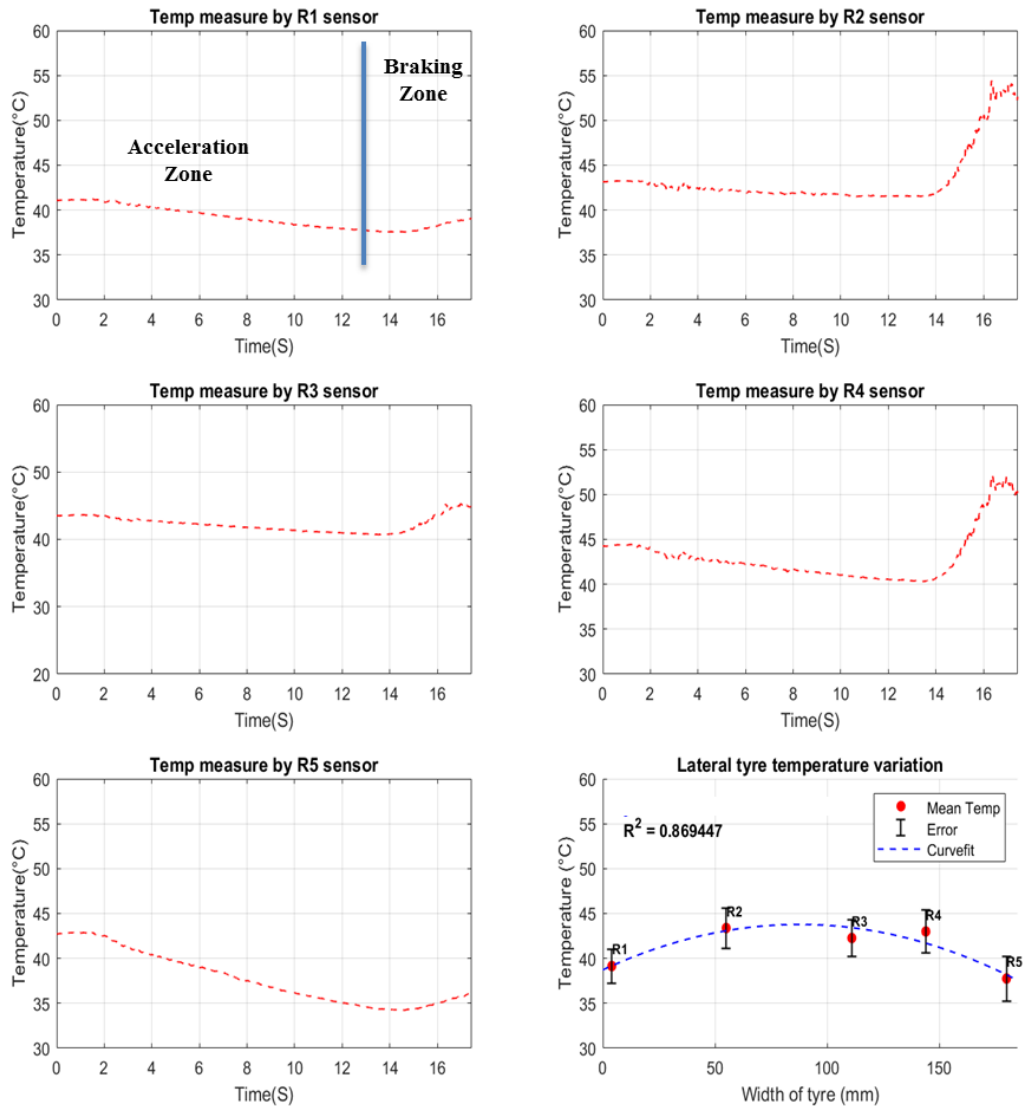 Temp measure by R1 sensor
60
55
50
45
40
35
30
Temperature(°C)
Acceleration
Zone
Braking
Zone
0 2 4 6 8 10 12 14 16
Time(S)
Temp measure by R2 sensor
60
55
50
45
40
35
30
Temperature(°C)
0 2 4 6 8 10 12 14 16
Time(S)
Temp measure by R3 sensor
60
50
40
30
20
Temperature(°C)
0 2 4 6 8 10 12 14 16
Time(S)
Temp measure by R4 sensor
60
55
50
45
40
35
30
Temperature(°C)
0 2 4 6 8 10 12 14 16
Time(S)
Temp measure by R5 sensor
60
55
50
45
40
35
30
Temperature(°C)
0 2 4 6 8 10 12 14 16
Time(S)
Lateral tyre temperature variation
60
55
50
45
40
35
30
Temperature (°C)
R² = 0.869447
Mean Temp
Error
Curvefit
R1
R2
R3
R4
R5
0 50 100 150
Width of tyre (mm)